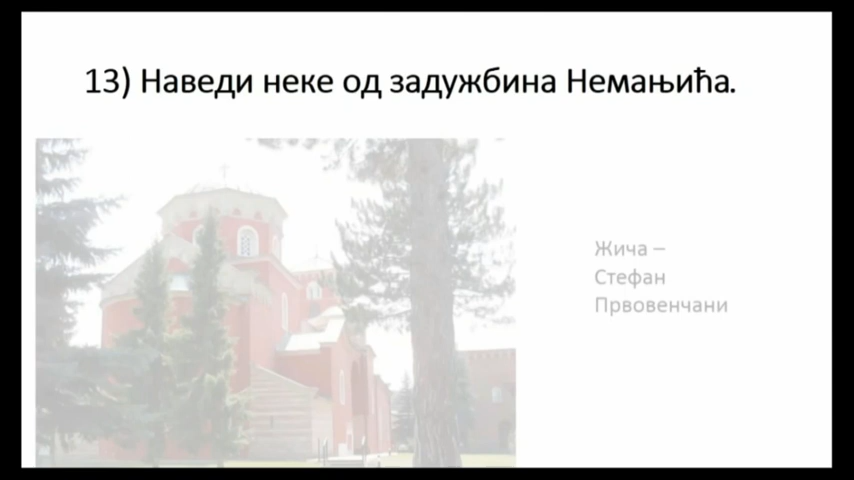 13) Наведи неке од задужбина Немањића.
Жича –
Стефан
Првовенчани